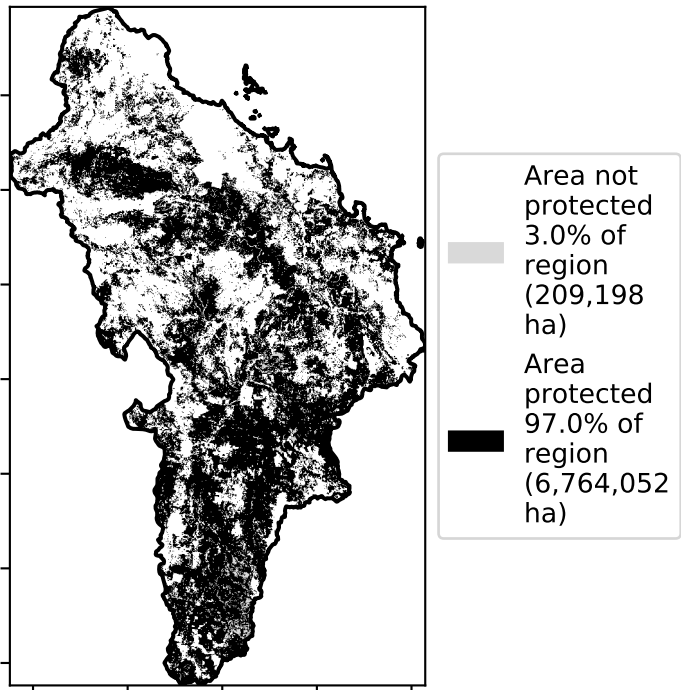 Area not
protected
3.0% of
region
(209,198
ha)
Area
protected
97.0% of
region
(6,764,052
ha)